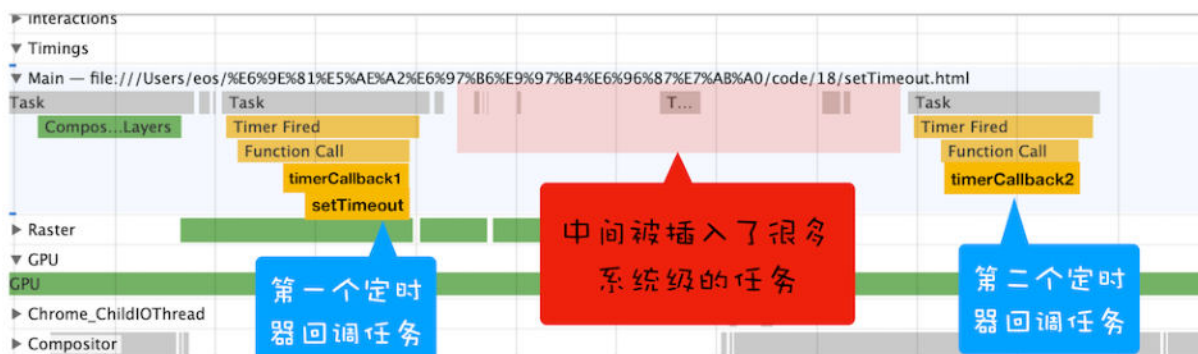 Interactions
Timings
Main — file:///Users/eos/%E6%9E%81%E5%AE%A2%E6%97%B6%E9%97%B4%E6%96%87%E7%AB%A0/code/18/setTimeout.html
Task
Task
T...
Task
Compos...Layers
Timer Fired
Timer Fired
Function Call
Function Call
timerCallback1
timerCallback2
setTimeout
Raster
中间被插入了很多
系统级的任务
GPU
GPU
第一个定时
器回调任务
第二个定时
器回调任务
Chrome_ChildIOThread
Compositor